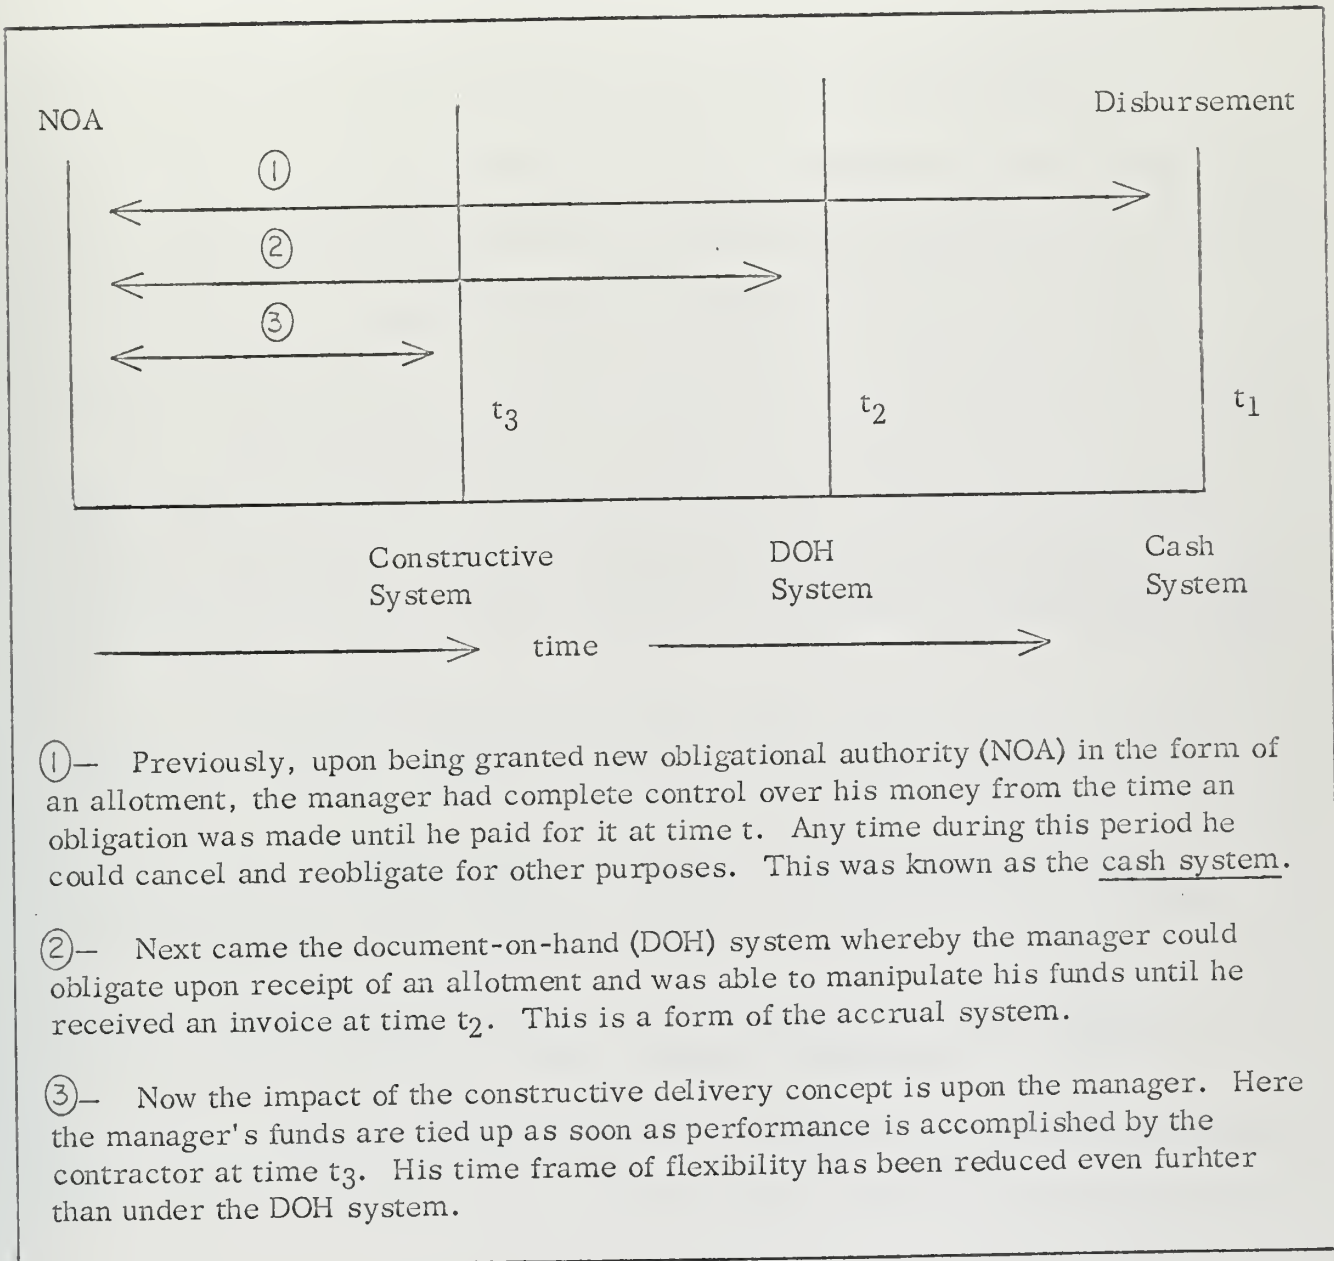 NOA
Disbursement
①
②
③
t3
t2
t1
Constructive
System
DOH
System
Cash
System
time
①— Previously, upon being granted new obligational authority (NOA) in the form of
an allotment, the manager had complete control over his money from the time an
obligation was made until he paid for it at time t. Any time during this period he
could cancel and reobligate for other purposes. This was known as the cash system.
②— Next came the document-on-hand (DOH) system whereby the manager could
obligate upon receipt of an allotment and was able to manipulate his funds until he
received an invoice at time t2. This is a form of the accrual system.
③— Now the impact of the constructive delivery concept is upon the manager. Here
the manager's funds are tied up as soon as performance is accomplished by the
contractor at time t3. His time frame of flexibility has been reduced even furhter
than under the DOH system.